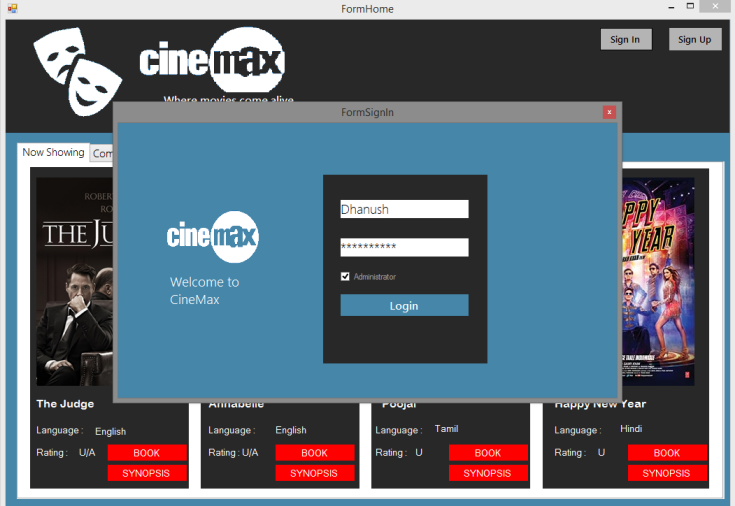 FormHome
Sign In
Sign Up
cinemax
Where movies come alive
FormSignIn
x
Now Showing
Com
ROBER
RO
THE JU
PPY
YEAR
cinemax
Welcome to
CineMax
Dhanush
**********
Administrator
Login
The Judge
Annabelle
Poojai
Happy New Year
Language :
English
Language :
English
Language :
Tamil
Language :
Hindi
Rating :
U/A
BOOK
Rating :
U/A
BOOK
Rating :
U
BOOK
Rating :
U
BOOK
SYNOPSIS
SYNOPSIS
SYNOPSIS
SYNOPSIS